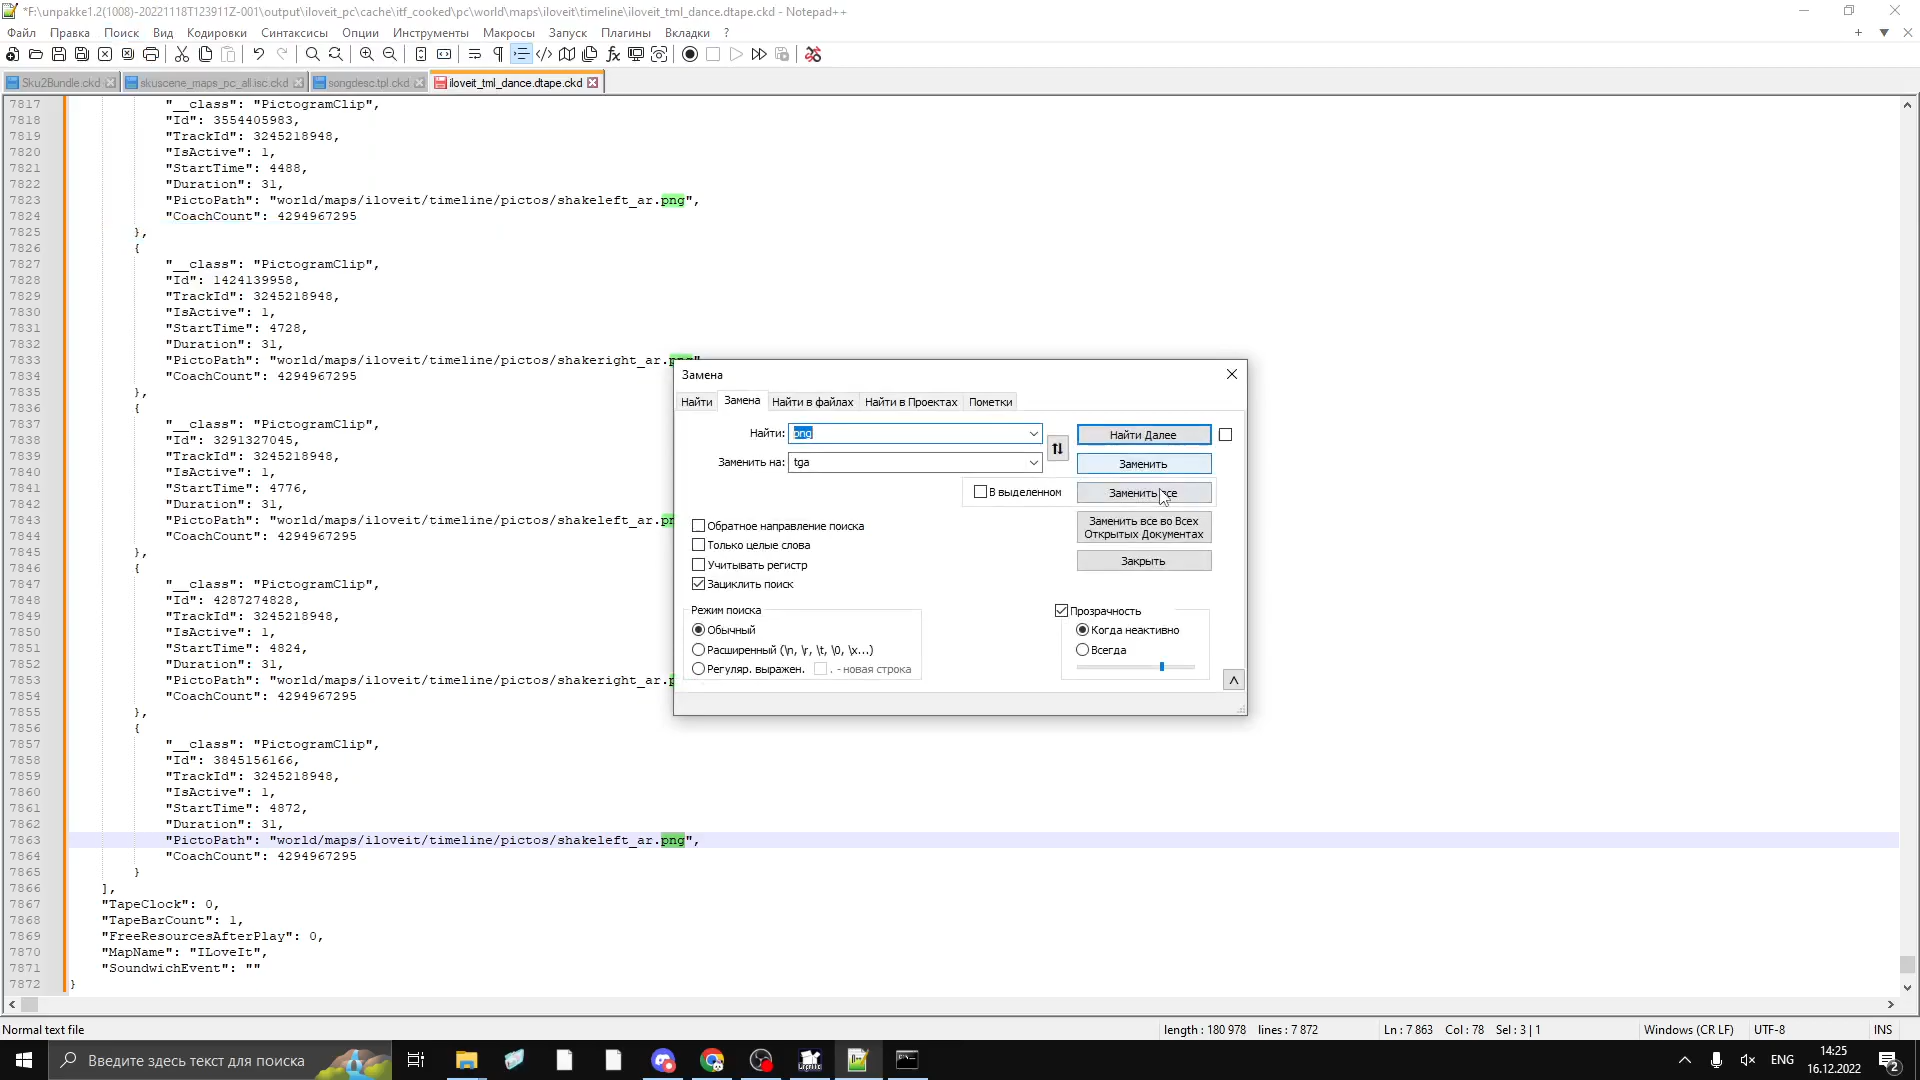 *F:\unpakke1.2(1008)-20221118T123911Z-001\output\iloveit_pc\cache\itf_cooked\pc\world\maps\iloveit\timeline\iloveit_tml_dance.dtape.ckd - Notepad++
Файл Правка Поиск Вид Кодировки Синтаксисы Опции Инструменты Макросы Запуск Плагины Вкладки ?
Sku2Bundle.ckd skuscene_maps_pc_all.isc.ckd songdesc.tpl.ckd iloveit_tml_dance.dtape.ckd
7817 "__class": "PictogramClip",
7818 "Id": 3554405983,
7819 "TrackId": 3245218948,
7820 "IsActive": 1,
7821 "StartTime": 4488,
7822 "Duration": 31,
7823 "PictoPath": "world/maps/iloveit/timeline/pictos/shakeleft_ar.png",
7824 "CoachCount": 4294967295
7825 },
7826 {
7827 "__class": "PictogramClip",
7828 "Id": 1424139958,
7829 "TrackId": 3245218948,
7830 "IsActive": 1,
7831 "StartTime": 4728,
7832 "Duration": 31,
7833 "PictoPath": "world/maps/iloveit/timeline/pictos/shakeright_ar.png"
7834 "CoachCount": 4294967295
7835 },
7836 {
7837 "__class": "PictogramClip",
7838 "Id": 3291327045,
7839 "TrackId": 3245218948,
7840 "IsActive": 1,
7841 "StartTime": 4776,
7842 "Duration": 31,
7843 "PictoPath": "world/maps/iloveit/timeline/pictos/shakeleft_ar.pn
7844 "CoachCount": 4294967295
7845 },
7846 {
7847 "__class": "PictogramClip",
7848 "Id": 4287274828,
7849 "TrackId": 3245218948,
7850 "IsActive": 1,
7851 "StartTime": 4824,
7852 "Duration": 31,
7853 "PictoPath": "world/maps/iloveit/timeline/pictos/shakeright_ar.p
7854 "CoachCount": 4294967295
7855 },
7856 {
7857 "__class": "PictogramClip",
7858 "Id": 3845156166,
7859 "TrackId": 3245218948,
7860 "IsActive": 1,
7861 "StartTime": 4872,
7862 "Duration": 31,
7863 "PictoPath": "world/maps/iloveit/timeline/pictos/shakeleft_ar.png",
7864 "CoachCount": 4294967295
7865 }
7866 ],
7867 "TapeClock": 0,
7868 "TapeBarCount": 1,
7869 "FreeResourcesAfterPlay": 0,
7870 "MapName": "ILoveIt",
7871 "SoundwichEvent": ""
7872 }
Замена
Найти Замена Найти в файлах Найти в Проектах Пометки
Найти: png Найти Далее
Заменить на: tga Заменить
В выделенном Заменить все
Обратное направление поиска
Только целые слова
Учитывать регистр
Зациклить поиск
Заменить все во Всех Открытых Документах
Закрыть
Режим поиска
Обычный
Расширенный (\n, \r, \t, \0, \x...)
Регуляр. выражен. . - новая строка
Прозрачность
Когда неактивно
Всегда
Normal text file length : 180 978 lines : 7 872 Ln : 7 863 Col : 78 Sel : 3 | 1 Windows (CR LF) UTF-8 INS
Введите здесь текст для поиска ENG 14:25
16.12.2022 2